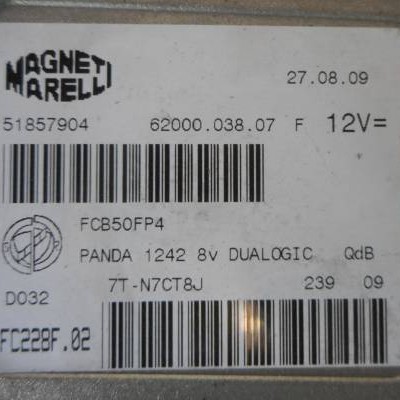 MAGNETI
MARELLI
27.08.09
51857904 62000.038.07 F 12V=
FCB50FP4
PANDA 1242 8v DUALOGIC QdB
7T-N7CT8J 239 09
D032
FC228F.02